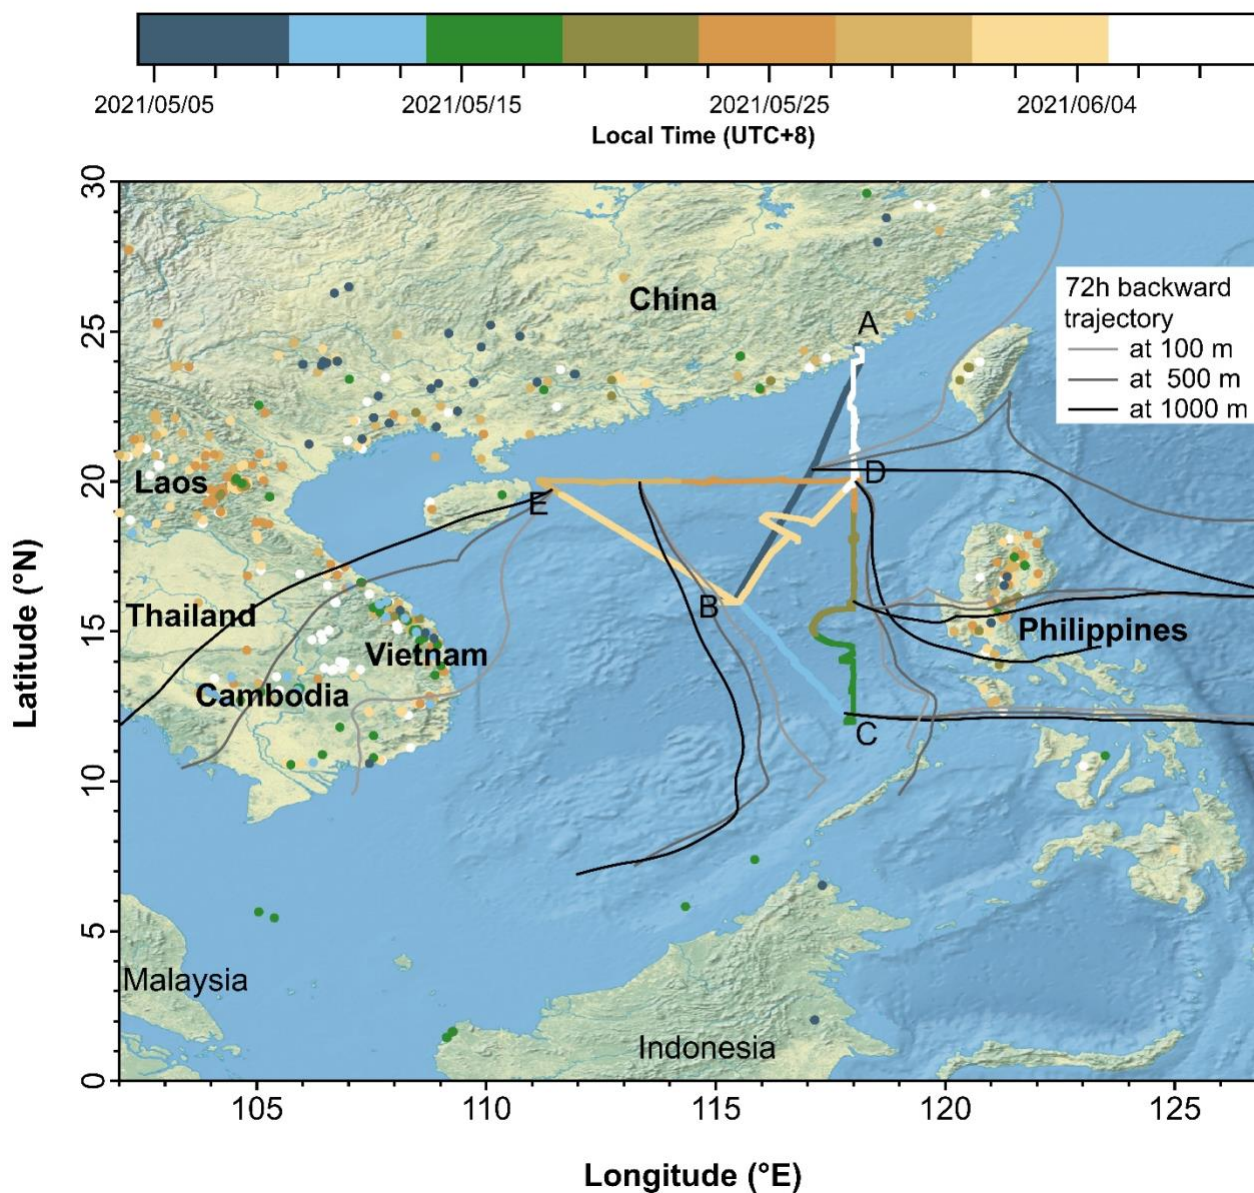 2021/05/05 2021/05/15 2021/05/25 2021/06/04
Local Time (UTC+8)
30
25
20
15
10
5
0
Latitude (°N)
China
A
72h backward
trajectory
at 100 m
at 500 m
at 1000 m
Laos
D
E
Thailand
B
Vietnam
Philippines
Cambodia
C
Malaysia
Indonesia
105 110 115 120 125
Longitude (°E)